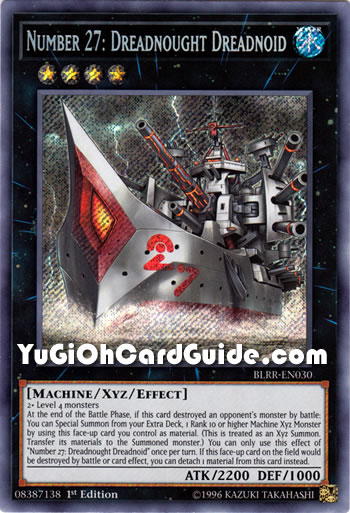 NUMBER 27: DREADNOUGHT DREADNOID
WATER
27
YuGiOhCardGuide.com
BLRR-EN030
[MACHINE/XYZ/EFFECT]
2+ Level 4 monsters
At the end of the Battle Phase, if this card destroyed an opponent's monster by battle:
You can Special Summon from your Extra Deck, 1 Rank 10 or higher Machine Xyz Monster
by using this face-up card you control as material. (This is treated as an Xyz Summon.
Transfer its materials to the Summoned monster.) You can only use this effect of
"Number 27: Dreadnought Dreadnoid" once per turn. If this face-up card on the field would
be destroyed by battle or card effect, you can detach 1 material from this card instead.
ATK/2200 DEF/1000
08387138 1st Edition ©1996 KAZUKI TAKAHASHI